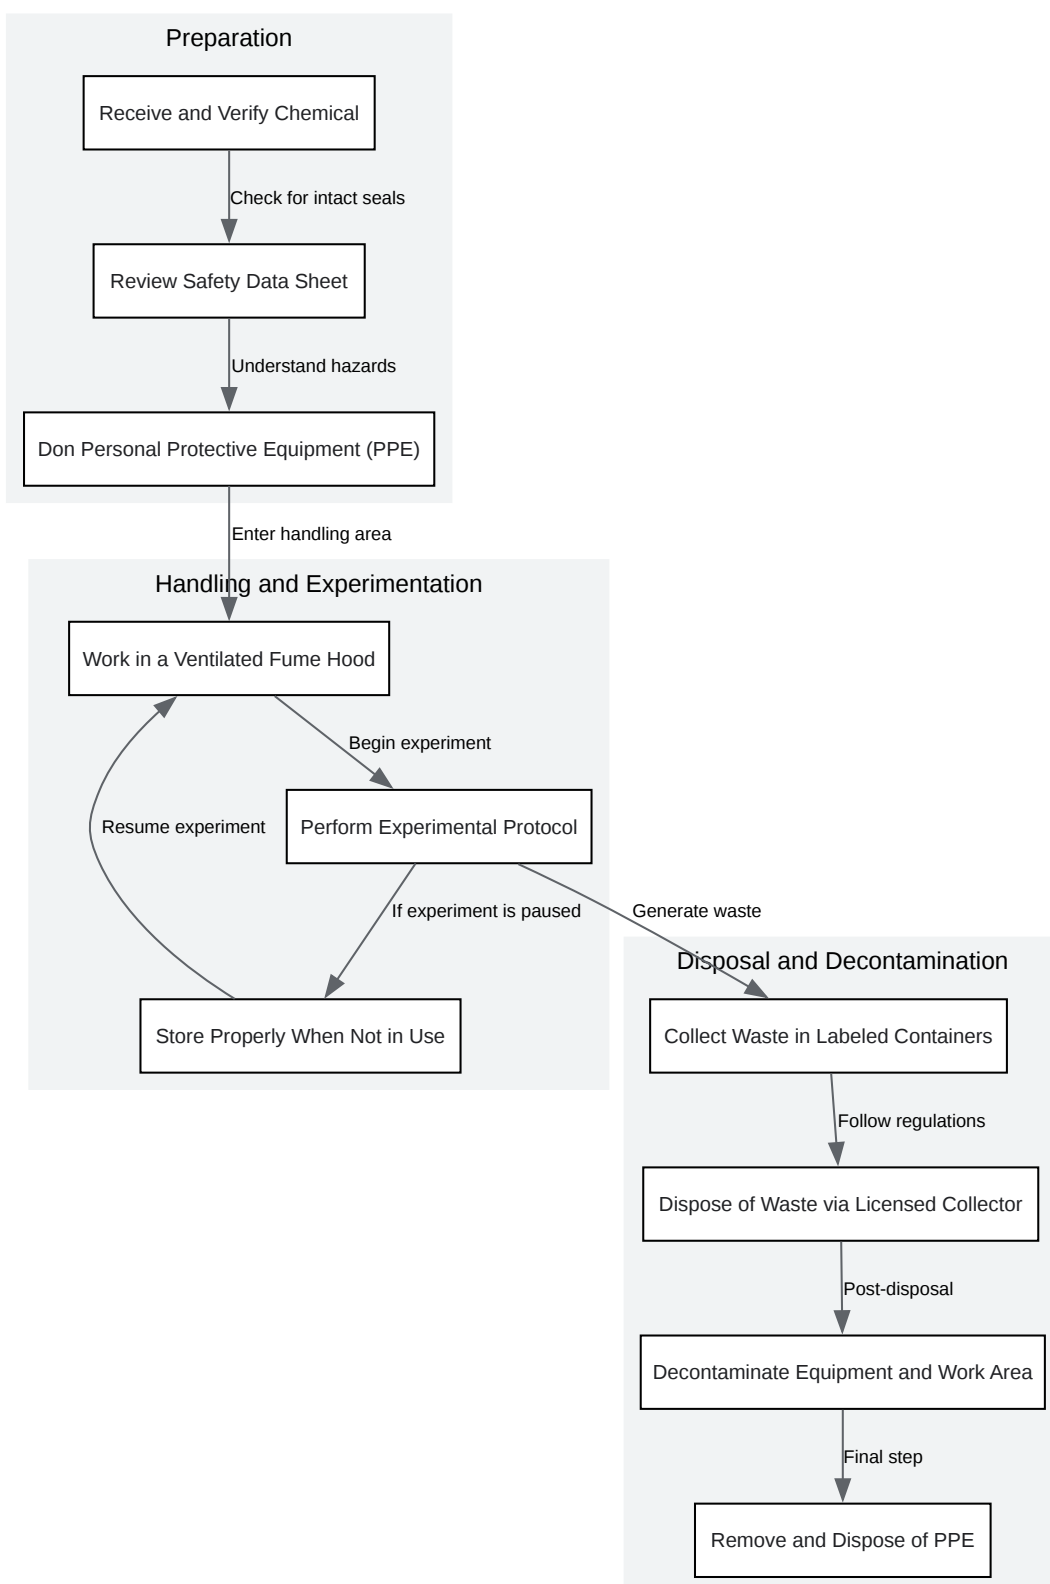 Preparation
Receive and Verify Chemical
Check for intact seals
Review Safety Data Sheet
Understand hazards
Don Personal Protective Equipment (PPE)
Enter handling area
Handling and Experimentation
Work in a Ventilated Fume Hood
Begin experiment
Resume experiment
Perform Experimental Protocol
If experiment is paused
Generate waste
Disposal and Decontamination
Store Properly When Not in Use
Collect Waste in Labeled Containers
Follow regulations
Dispose of Waste via Licensed Collector
Post-disposal
Decontaminate Equipment and Work Area
Final step
Remove and Dispose of PPE